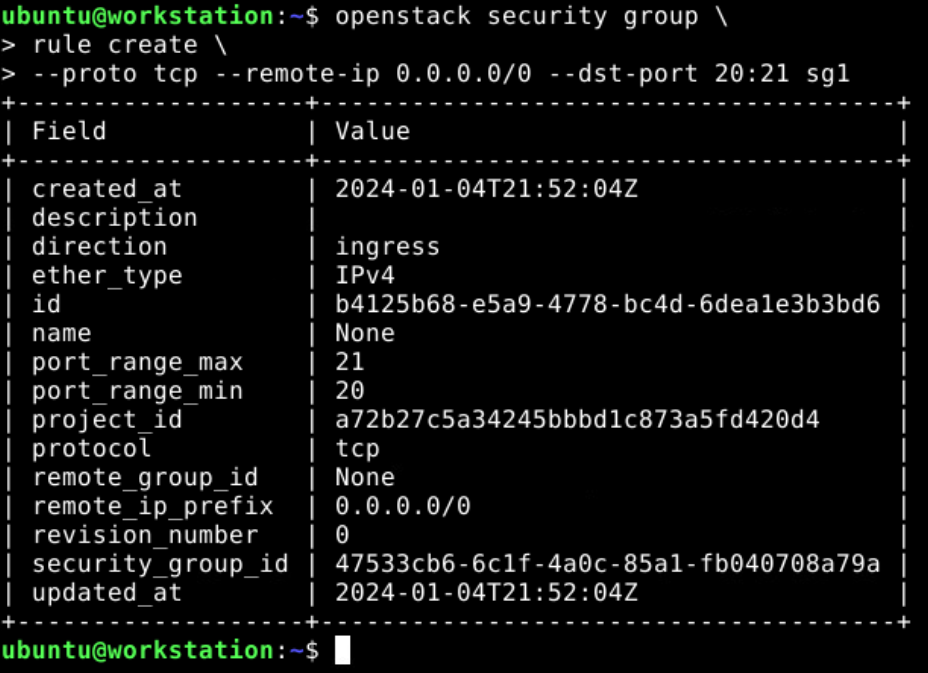 ubuntu@workstation:~$ openstack security group \
> rule create \
> --proto tcp --remote-ip 0.0.0.0/0 --dst-port 20:21 sg1
+-------------------+--------------------------------------+
| Field             | Value                                |
+-------------------+--------------------------------------+
| created_at        | 2024-01-04T21:52:04Z                 |
| description       |                                      |
| direction         | ingress                              |
| ether_type        | IPv4                                 |
| id                | b4125b68-e5a9-4778-bc4d-6dea1e3b3bd6 |
| name              | None                                 |
| port_range_max    | 21                                   |
| port_range_min    | 20                                   |
| project_id        | a72b27c5a34245bbbd1c873a5fd420d4     |
| protocol          | tcp                                  |
| remote_group_id   | None                                 |
| remote_ip_prefix  | 0.0.0.0/0                            |
| revision_number   | 0                                    |
| security_group_id | 47533cb6-6c1f-4a0c-85a1-fb040708a79a |
| updated_at        | 2024-01-04T21:52:04Z                 |
+-------------------+--------------------------------------+
ubuntu@workstation:~$